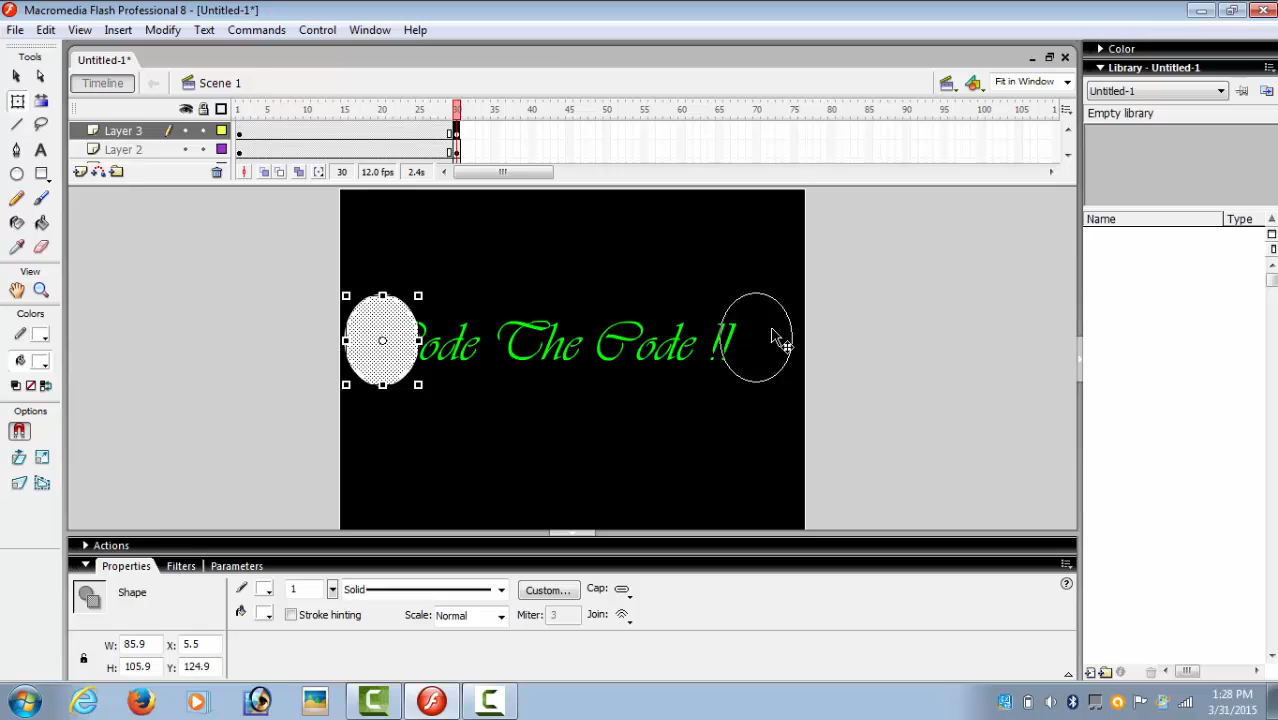 Macromedia Flash Professional 8 - [Untitled-1*]
File Edit View Insert Modify Text Commands Control Window Help
Tools
Untitled-1*
Timeline
Scene 1
Fit in Window
1 5 10 15 20 25 30 35 40 45 50 55 60 65 70 75 80 85 90 95 100 105 1
Layer 3
Layer 2
30 12.0 fps 2.4s
View
Colors
Options
Code The Code !!
Color
Library - Untitled-1
Untitled-1
Empty library
Name Type
Actions
Properties Filters Parameters
Shape
1 Solid Custom... Cap:
Stroke hinting Scale: Normal Miter: 3 Join:
W: 85.9 X: 5.5
H: 105.9 Y: 124.9
1:28 PM
3/31/2015